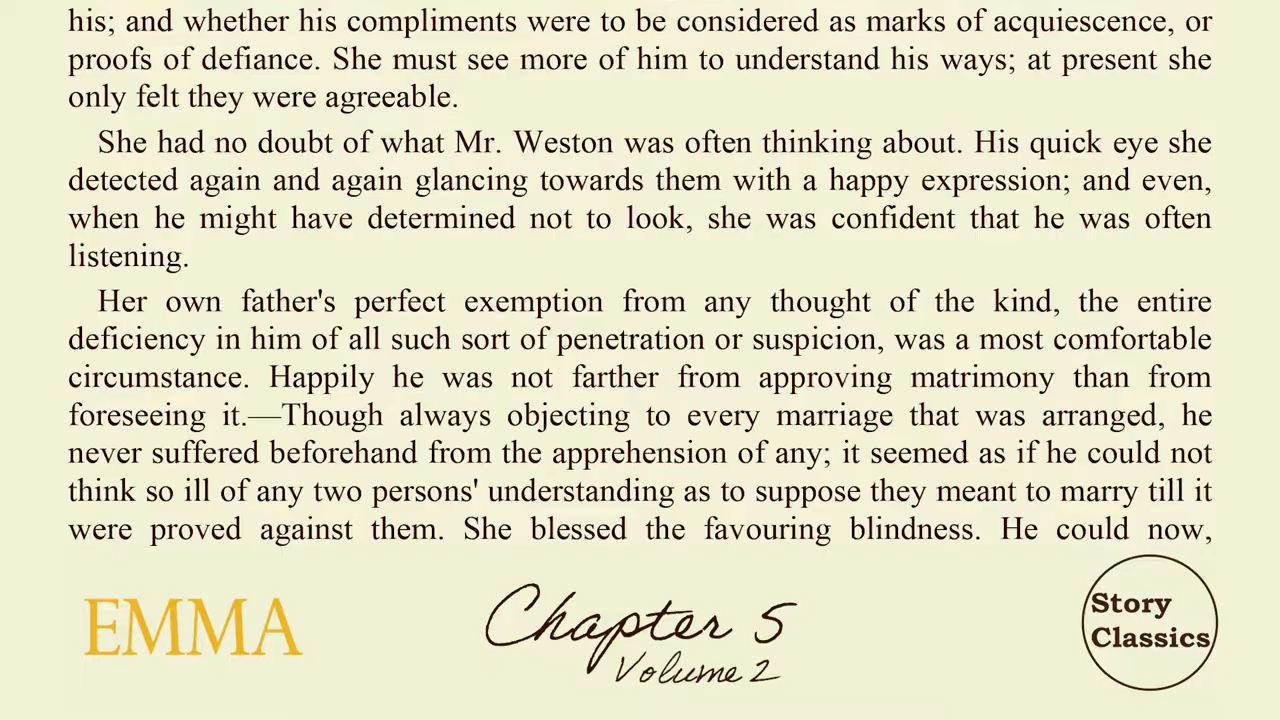 his; and whether his compliments were to be considered as marks of acquiescence, or
proofs of defiance. She must see more of him to understand his ways; at present she
only felt they were agreeable.
She had no doubt of what Mr. Weston was often thinking about. His quick eye she
detected again and again glancing towards them with a happy expression; and even,
when he might have determined not to look, she was confident that he was often
listening.
Her own father's perfect exemption from any thought of the kind, the entire
deficiency in him of all such sort of penetration or suspicion, was a most comfortable
circumstance. Happily he was not farther from approving matrimony than from
foreseeing it.—Though always objecting to every marriage that was arranged, he
never suffered beforehand from the apprehension of any; it seemed as if he could not
think so ill of any two persons' understanding as to suppose they meant to marry till it
were proved against them. She blessed the favouring blindness. He could now,
EMMA
Chapter 5
Volume 2
Story
Classics